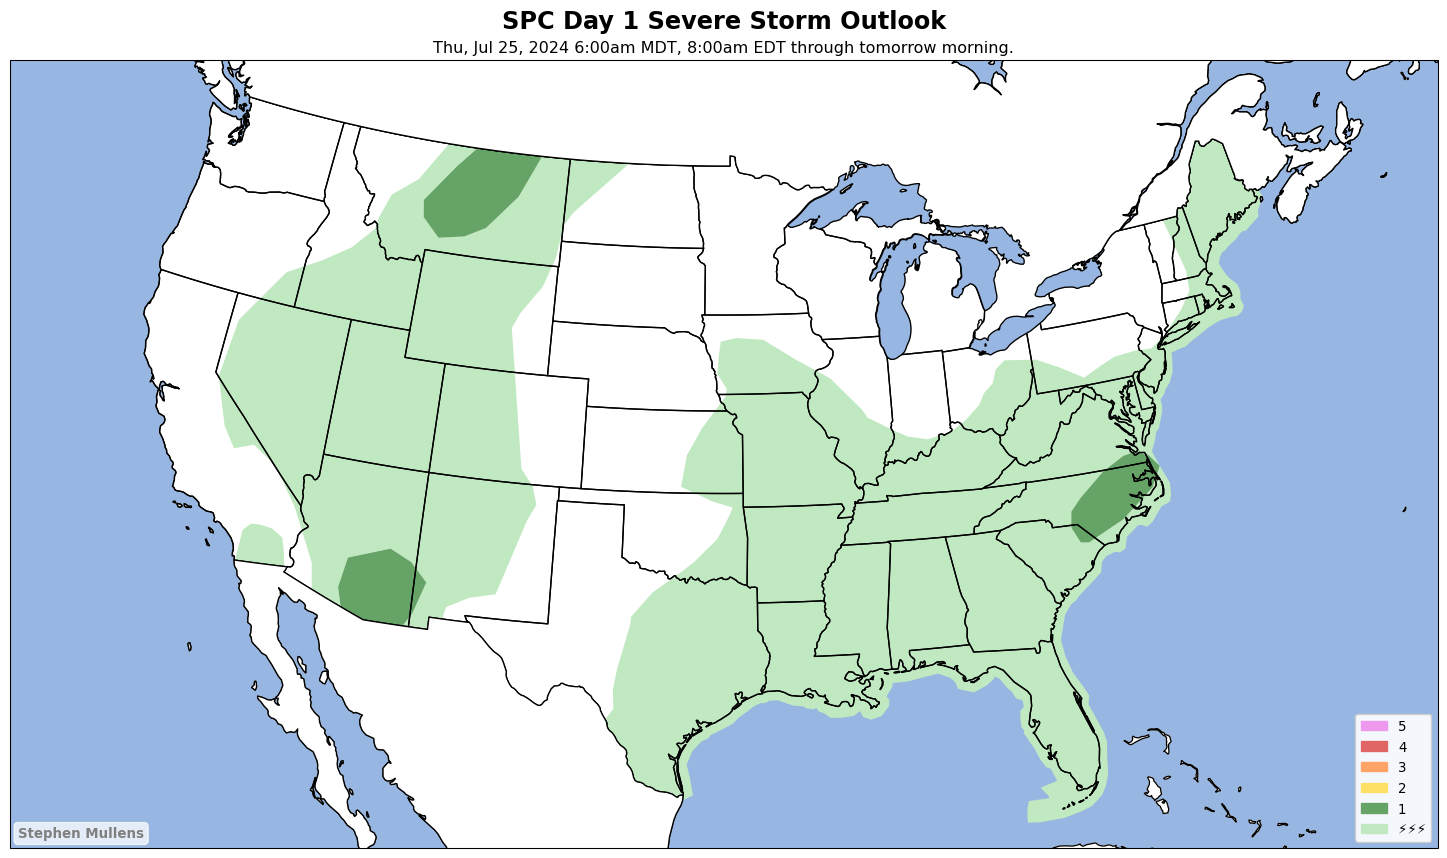 SPC Day 1 Severe Storm Outlook
Thu, Jul 25, 2024 6:00am MDT, 8:00am EDT through tomorrow morning.
5
4
3
2
1
⚡⚡⚡
Stephen Mullens